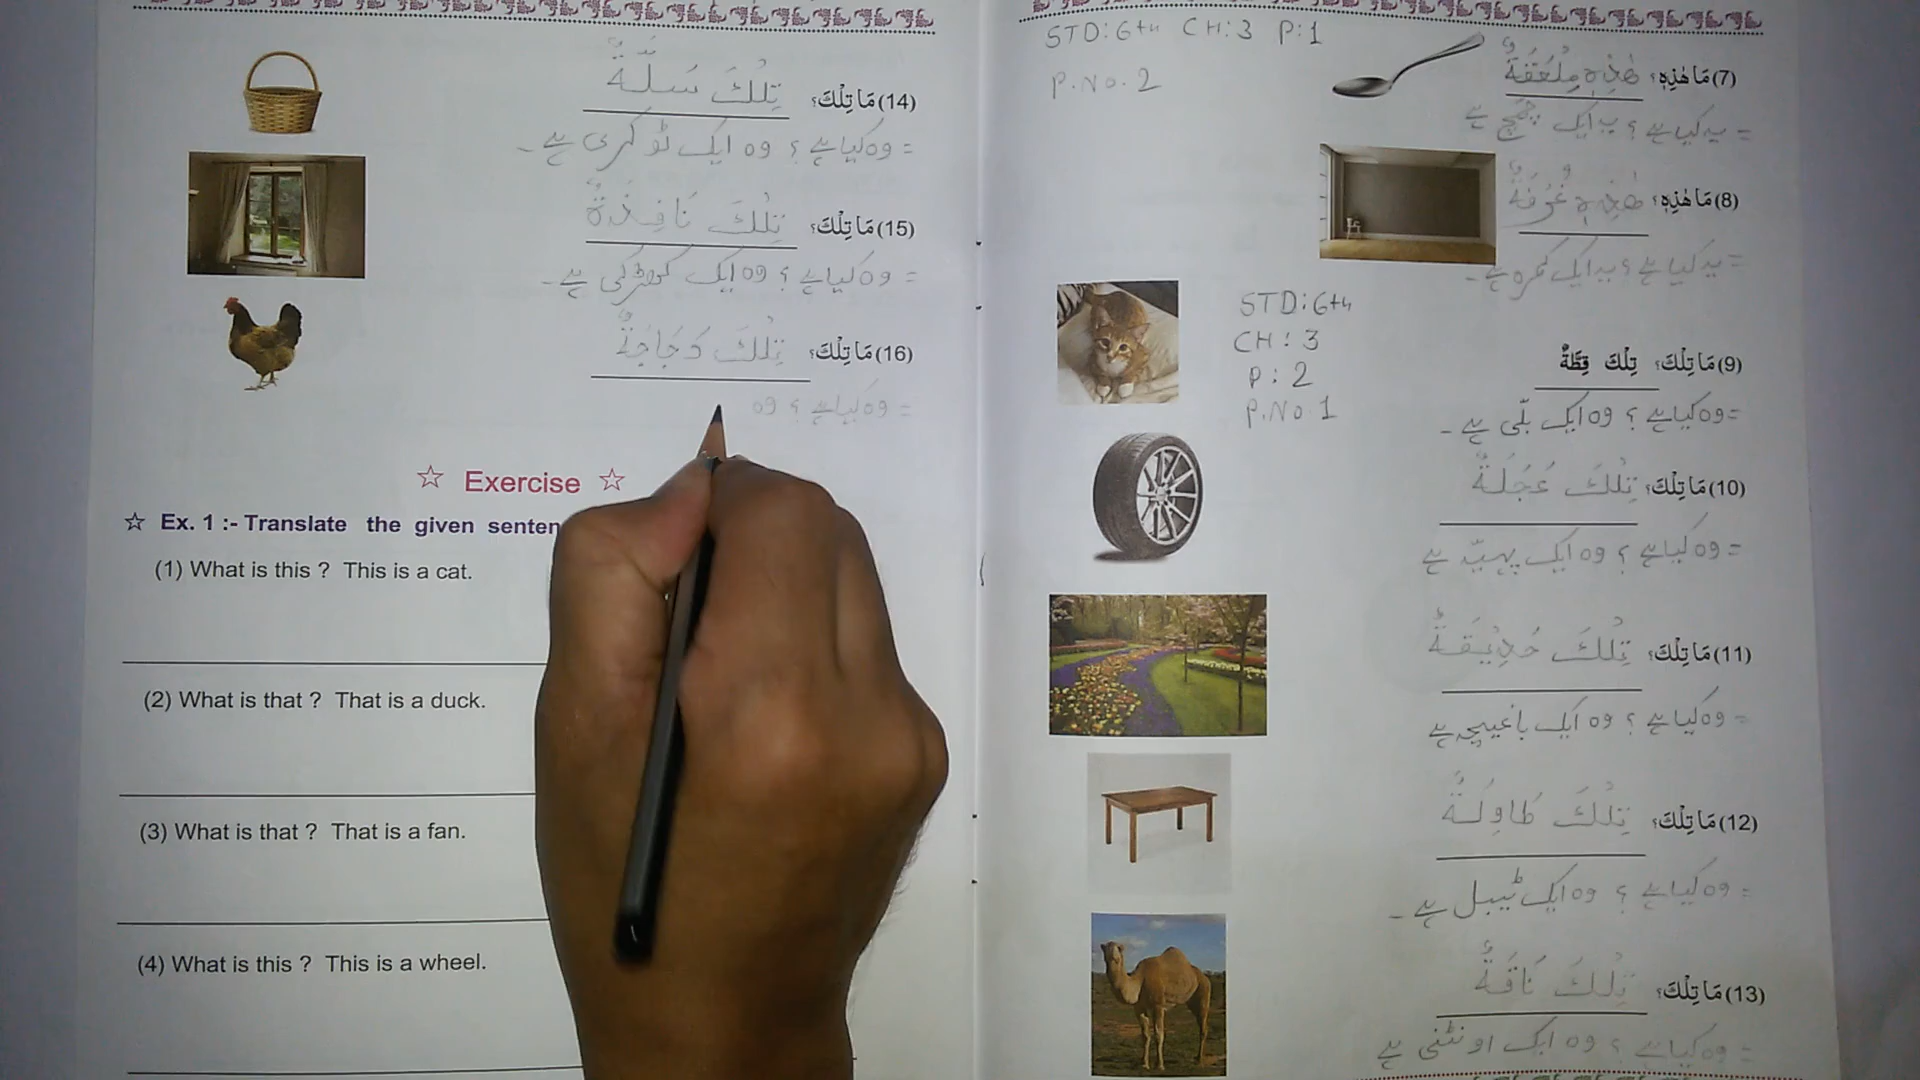 STD: 6th CH: 3 P: 1
P. No. 2
(7) مَا هٰذِهٖ؟ هٰذِهٖ مِلْعَقَةٌ
= یہ کیا ہے ؟ یہ ایک چمچ ہے
(8) مَا هٰذِهٖ؟ هٰذِهٖ غُرْفَةٌ
= یہ کیا ہے ؟ یہ ایک کمرہ ہے۔
STD: 6th
CH: 3
P: 2
P. No. 1
(9) مَا تِلْكَ؟ تِلْكَ قِطَّةٌ
= وہ کیا ہے ؟ وہ ایک بلّی ہے ۔
(10) مَا تِلْكَ؟ تِلْكَ عَجَلَةٌ
= وہ کیا ہے ؟ وہ ایک پہیّہ ہے
(11) مَا تِلْكَ؟ تِلْكَ حَدِيْقَةٌ
= وہ کیا ہے ؟ وہ ایک باغیچہ ہے
(12) مَا تِلْكَ؟ تِلْكَ طَاوِلَةٌ
= وہ کیا ہے ؟ وہ ایک ٹیبل ہے ۔
(13) مَا تِلْكَ؟ تِلْكَ نَاقَةٌ
= وہ کیا ہے ؟ وہ ایک اونٹنی ہے
(14) مَا تِلْكَ؟ تِلْكَ سَلَّةٌ
= وہ کیا ہے ؟ وہ ایک ٹوکری ہے ۔
(15) مَا تِلْكَ؟ تِلْكَ نَافِذَةٌ
= وہ کیا ہے ؟ وہ ایک کھڑکی ہے ۔
(16) مَا تِلْكَ؟ تِلْكَ دَجَاجَةٌ
= وہ کیا ہے ؟ وہ
☆ Exercise ☆
☆ Ex. 1 :- Translate the given senten
(1) What is this ? This is a cat.
(2) What is that ? That is a duck.
(3) What is that ? That is a fan.
(4) What is this ? This is a wheel.